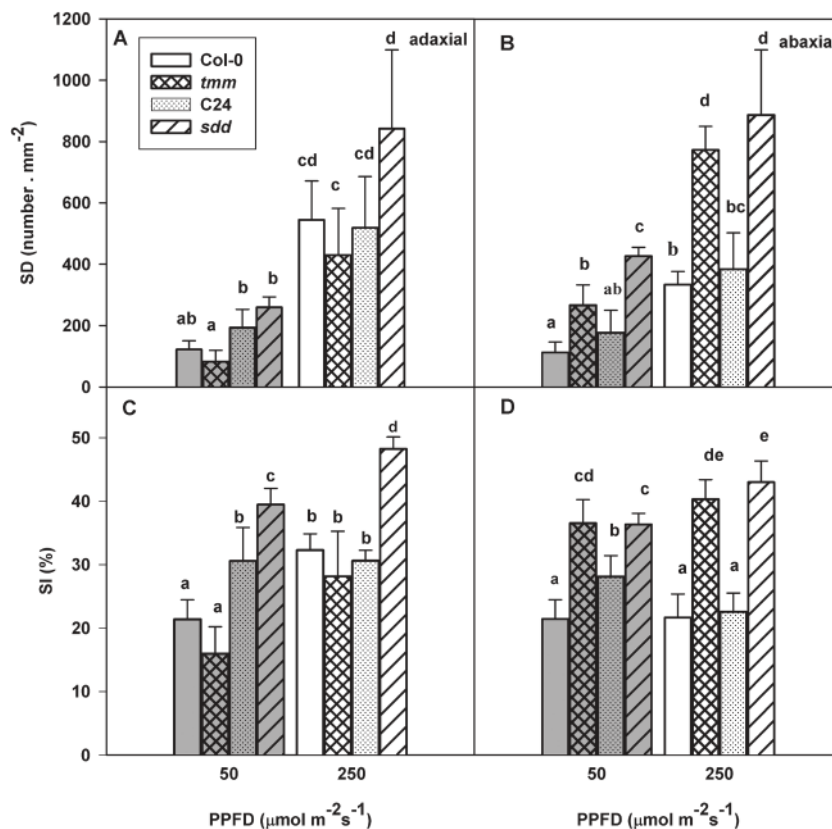 A
adaxial
Col-0
tmm
C24
sdd
1200
1000
800
600
400
200
0
SD (number . mm⁻²)
ab
a
b
b
cd
c
cd
d
B
abaxia
a
b
ab
c
b
d
bc
d
C
50
40
30
20
10
0
SI (%)
a
a
b
c
b
b
b
d
D
a
cd
b
c
a
de
a
e
50
250
50
250
PPFD (µmol m⁻²s⁻¹)
PPFD (µmol m⁻²s⁻¹)